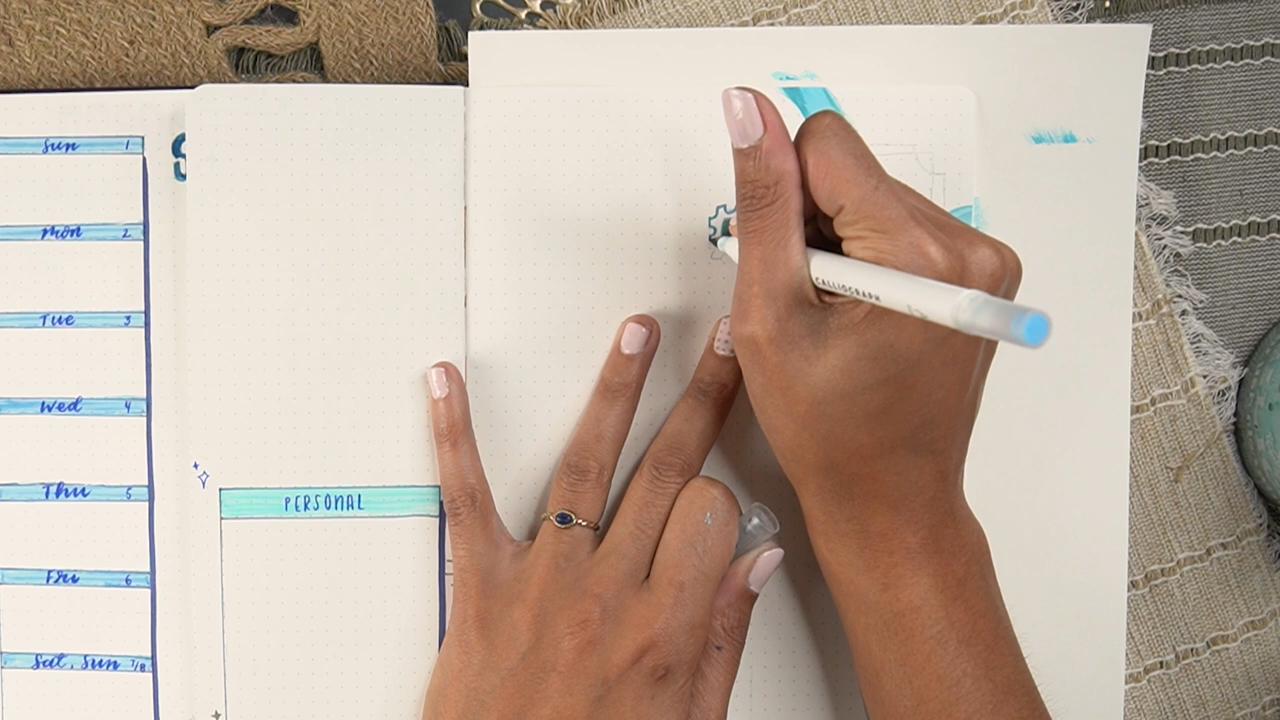 Sun 1
Mon 2
Tue 3
Wed 4
Thu 5
Fri 6
Sat, Sun 7/8
S
PERSONAL
CALLIGRAPH